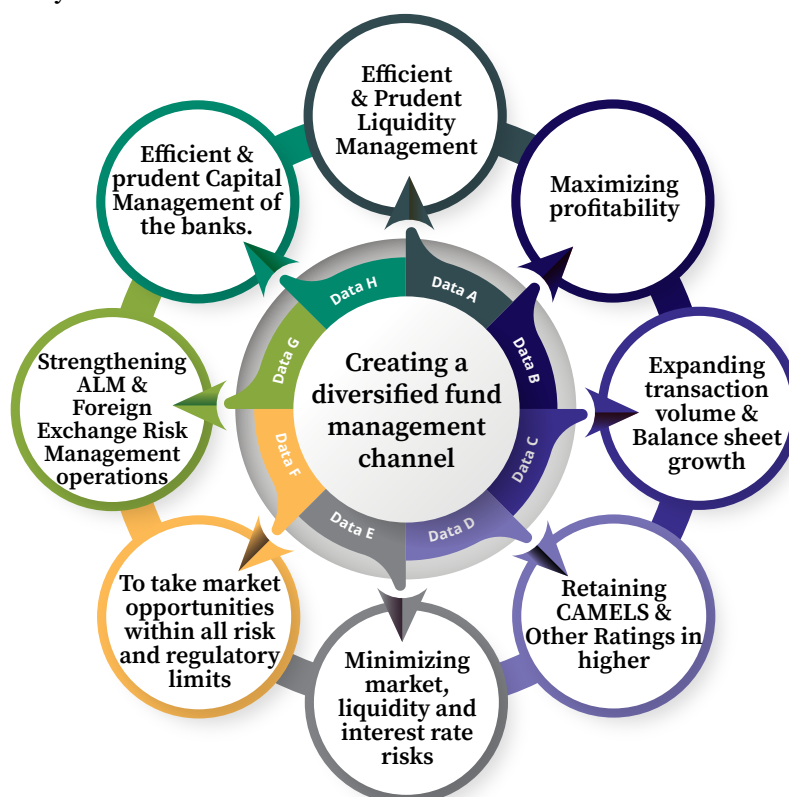 Efficient
& Prudent
Liquidity
Management
Maximizing
profitability
Expanding
transaction
volume &
Balance sheet
growth
Retaining
CAMELS &
Other Ratings in
higher
Minimizing
market,
liquidity and
interest rate
risks
To take market
opportunities
within all risk
and regulatory
limits
Strengthening
ALM &
Foreign
Exchange Risk
Management
operations
Efficient &
prudent Capital
Management of
the banks.
Data A
Data B
Data C
Data D
Data E
Data F
Data G
Data H
Creating a
diversified fund
management
channel